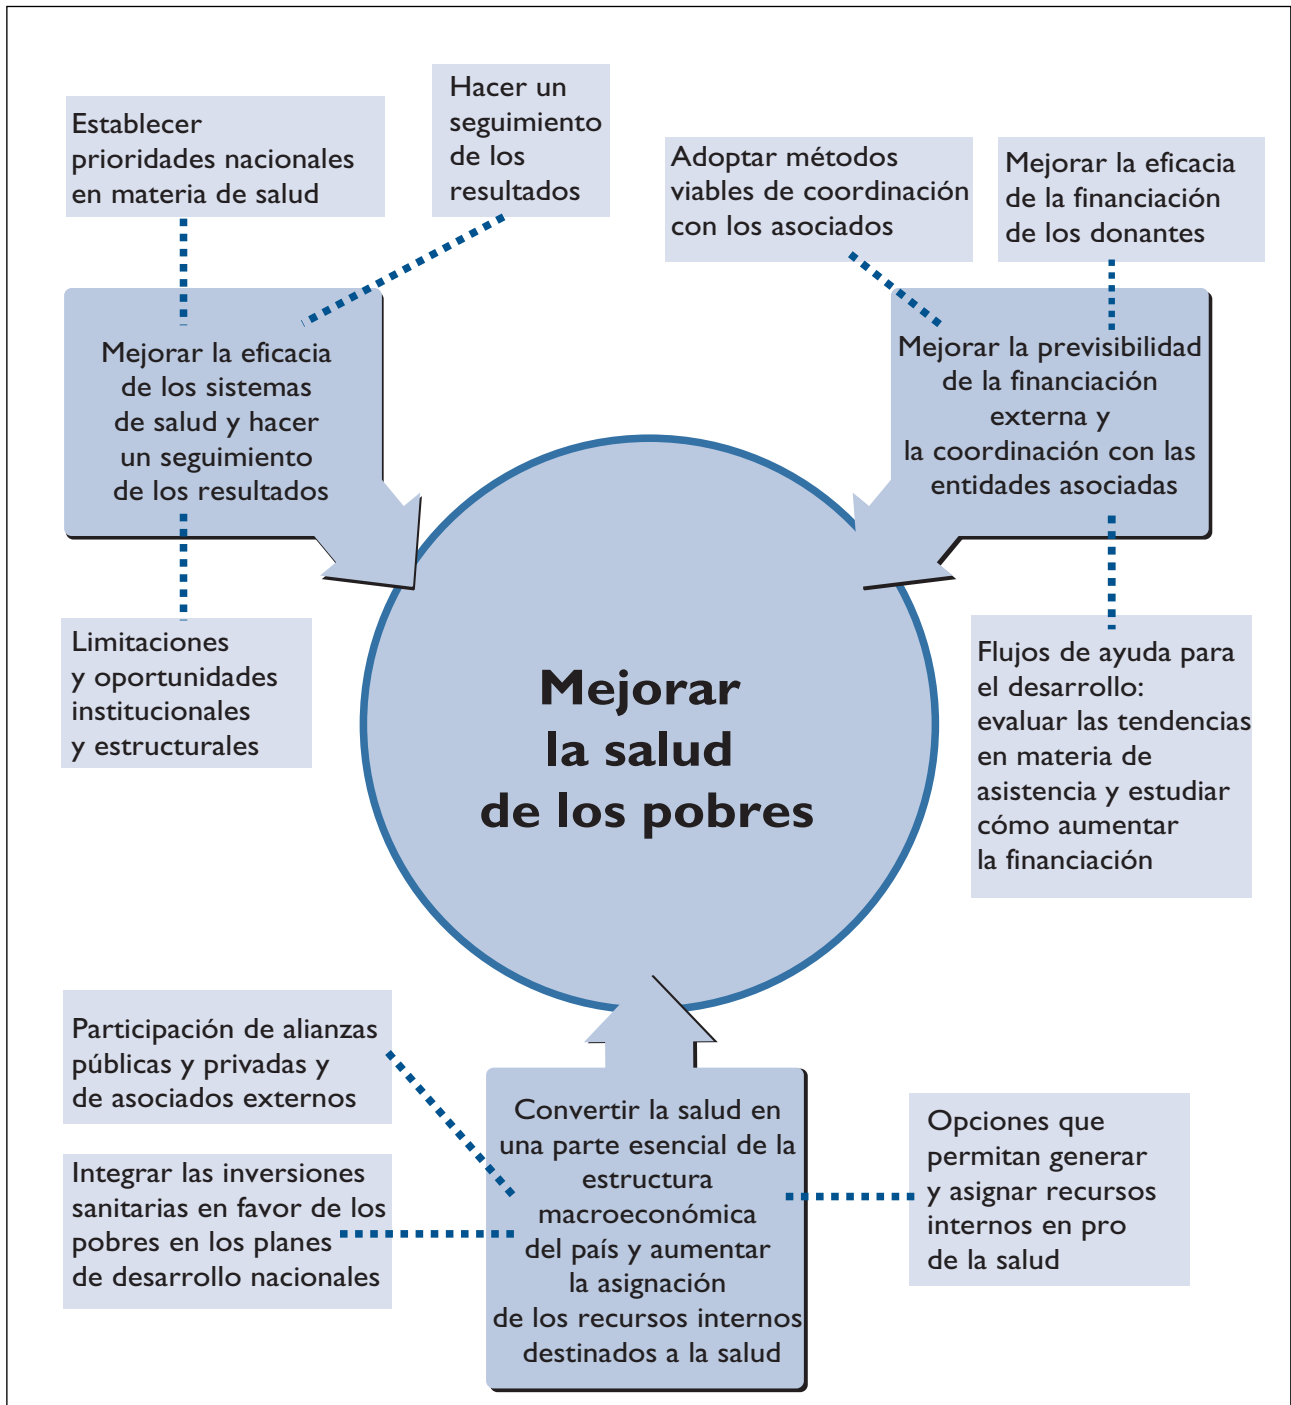 Establecer
prioridades nacionales
en materia de salud
Hacer un
seguimiento
de los
resultados
Adoptar métodos
viables de coordinación
con los asociados
Mejorar la eficacia
de la financiación
de los donantes
Mejorar la eficacia
de los sistemas
de salud y hacer
un seguimiento
de los resultados
Mejorar la previsibilidad
de la financiación
externa y
la coordinación con las
entidades asociadas
Limitaciones
y oportunidades
institucionales
y estructurales
Mejorar
la salud
de los pobres
Flujos de ayuda para
el desarrollo:
evaluar las tendencias
en materia de
asistencia y estudiar
cómo aumentar
la financiación
Participación de alianzas
públicas y privadas y
de asociados externos
Integrar las inversiones
sanitarias en favor de los
pobres en los planes
de desarrollo nacionales
Convertir la salud en
una parte esencial de la
estructura
macroeconómica
del país y aumentar
la asignación
de los recursos internos
destinados a la salud
Opciones que
permitan generar
y asignar recursos
internos en pro
de la salud